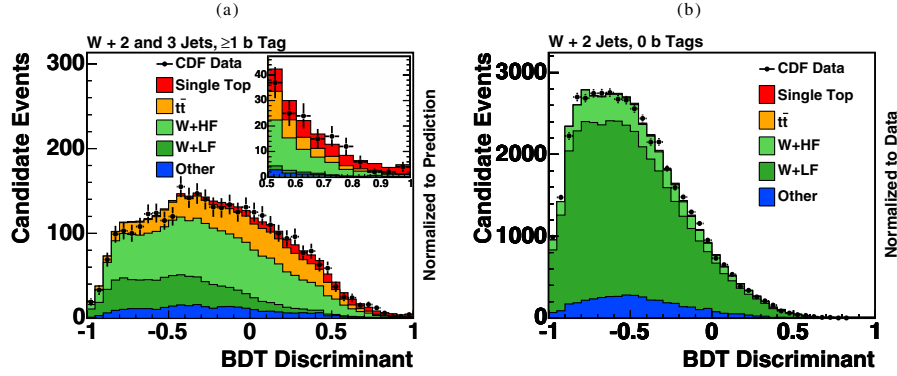 (a)
W + 2 and 3 Jets, ≥1 b Tag
Candidate Events
300
200
100
0
CDF Data
Single Top
tt̄
W+HF
W+LF
Other
40
30
20
10
0
0.5 0.6 0.7 0.8 0.9 1
Normalized to Prediction
-1 -0.5 0 0.5 1
BDT Discriminant
(b)
W + 2 Jets, 0 b Tags
Candidate Events
3000
2000
1000
0
CDF Data
Single Top
tt̄
W+HF
W+LF
Other
Normalized to Data
-1 -0.5 0 0.5 1
BDT Discriminant